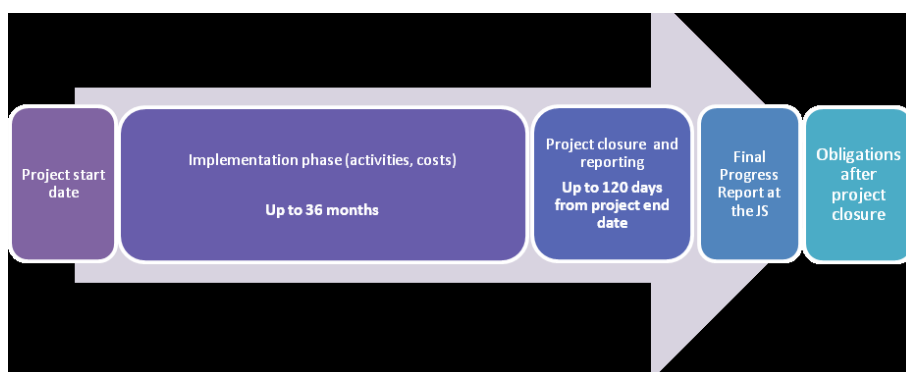 Project start
date
Implementation phase (activities, costs)
Up to 36 months
Project closure and
reporting
Up to 120 days
from project end
date
Final
Progress
Report at
the JS
Obligations
after
project
closure